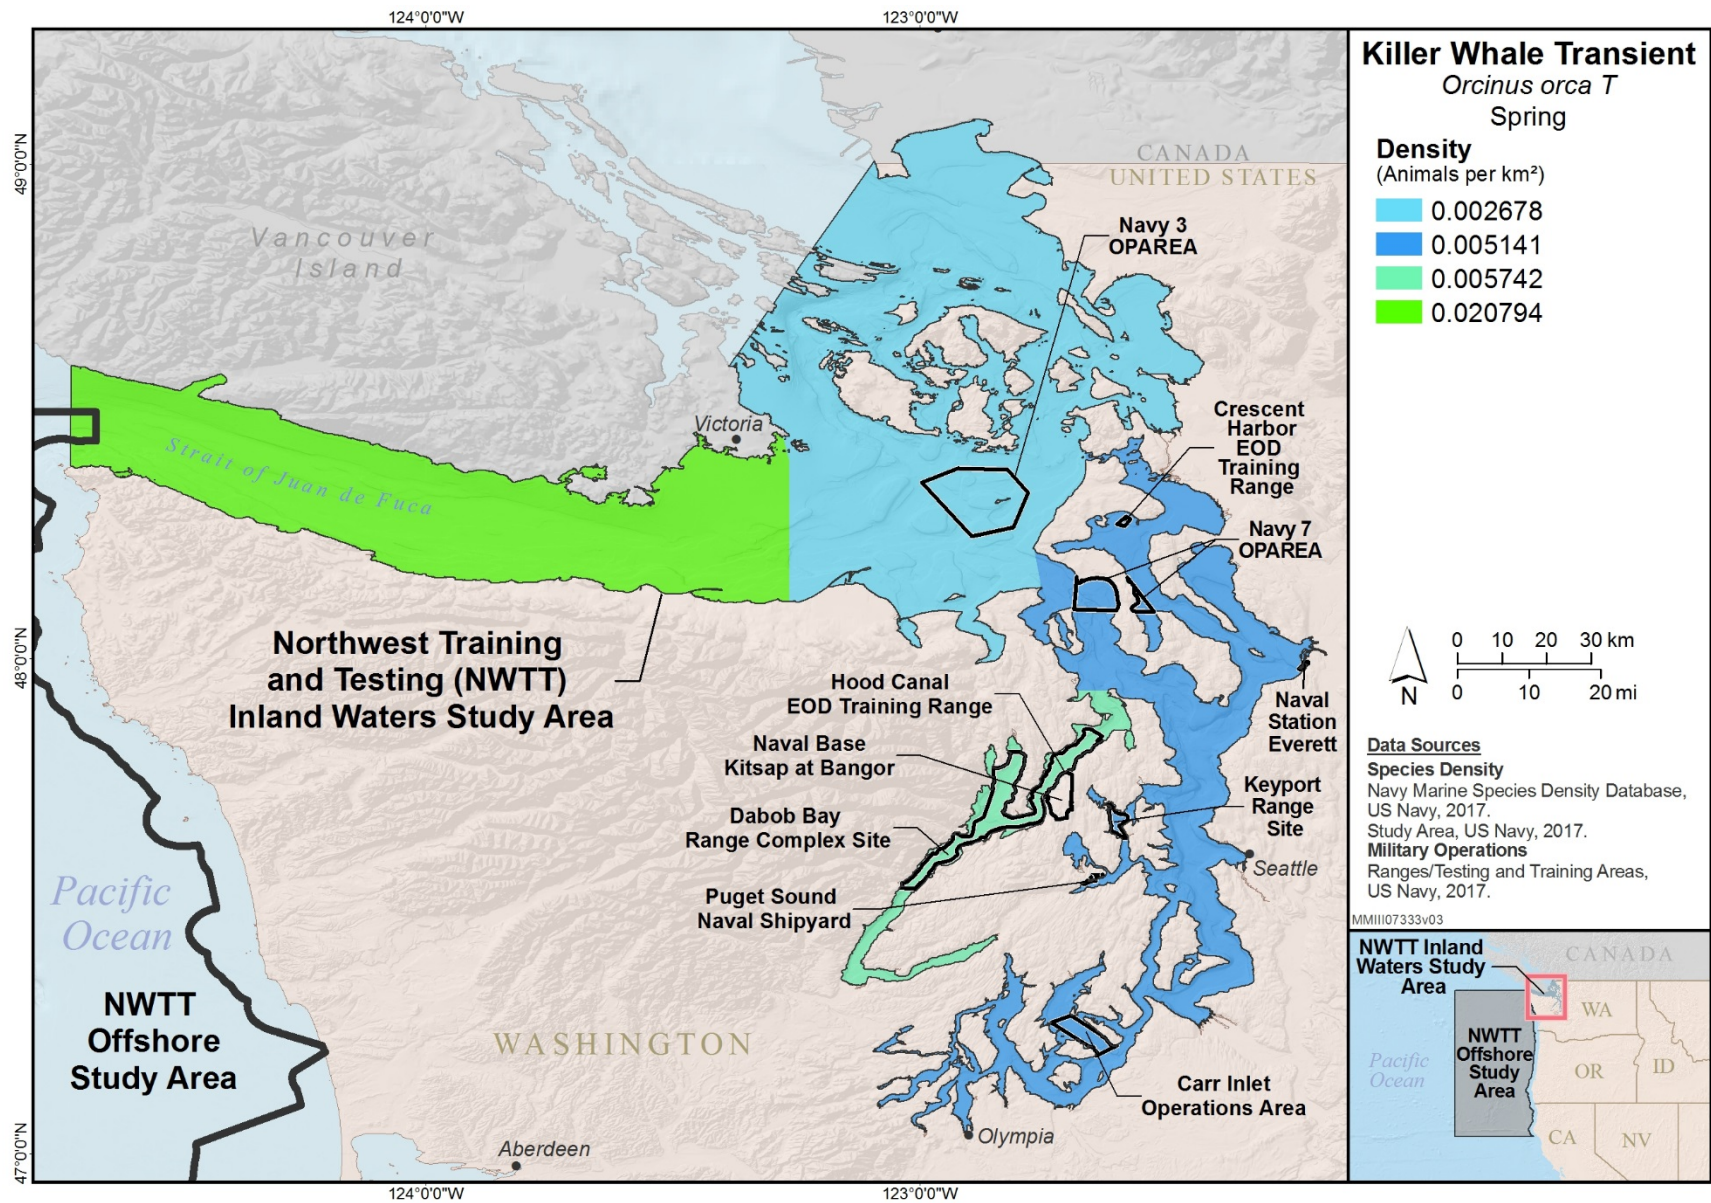 124°0'0"W
123°0'0"W
49°0'0"N
48°0'0"N
47°0'0"N
124°0'0"W
123°0'0"W
CANADA
UNITED STATES
Vancouver
Island
Navy 3
OPAREA
Victoria
Strait of Juan de Fuca
Crescent
Harbor
EOD
Training
Range
Navy 7
OPAREA
Northwest Training
and Testing (NWTT)
Inland Waters Study Area
Hood Canal
EOD Training Range
Naval Base
Kitsap at Bangor
Dabob Bay
Range Complex Site
Puget Sound
Naval Shipyard
Naval
Station
Everett
Keyport
Range
Site
Seattle
Pacific
Ocean
NWTT
Offshore
Study Area
WASHINGTON
Carr Inlet
Operations Area
Olympia
Aberdeen
Killer Whale Transient
Orcinus orca T
Spring
Density
(Animals per km²)
0.002678
0.005141
0.005742
0.020794
N
0 10 20 30 km
0 10 20 mi
Data Sources
Species Density
Navy Marine Species Density Database,
US Navy, 2017.
Study Area, US Navy, 2017.
Military Operations
Ranges/Testing and Training Areas,
US Navy, 2017.
MMIII07333v03
NWTT Inland
Waters Study
Area
CANADA
WA
NWTT
Offshore
Study
Area
Pacific
Ocean
OR
ID
CA
NV